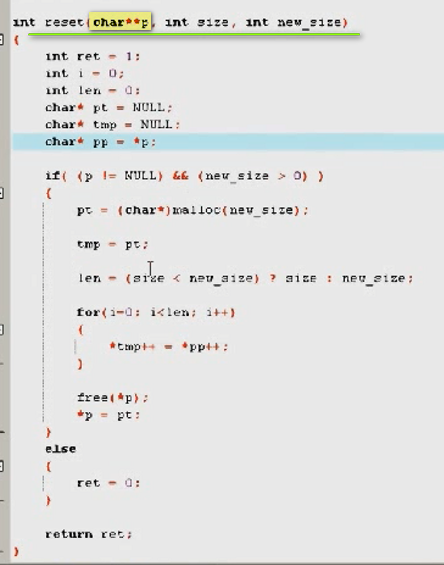 int reset(char**p, int size, int new_size)
{
    int ret = 1;
    int i = 0;
    int len = 0;
    char* pt = NULL;
    char* tmp = NULL;
    char* pp = *p;
    if( (p != NULL) && (new_size > 0) )
    {
        pt = (char*)malloc(new_size);
        tmp = pt;
        len = (size < new_size) ? size : new_size;
        for(i=0; i<len; i++)
        {
            *tmp++ = *pp++;
        }
        free(*p);
        *p = pt;
    }
    else
    {
        ret = 0;
    }
    return ret;
}